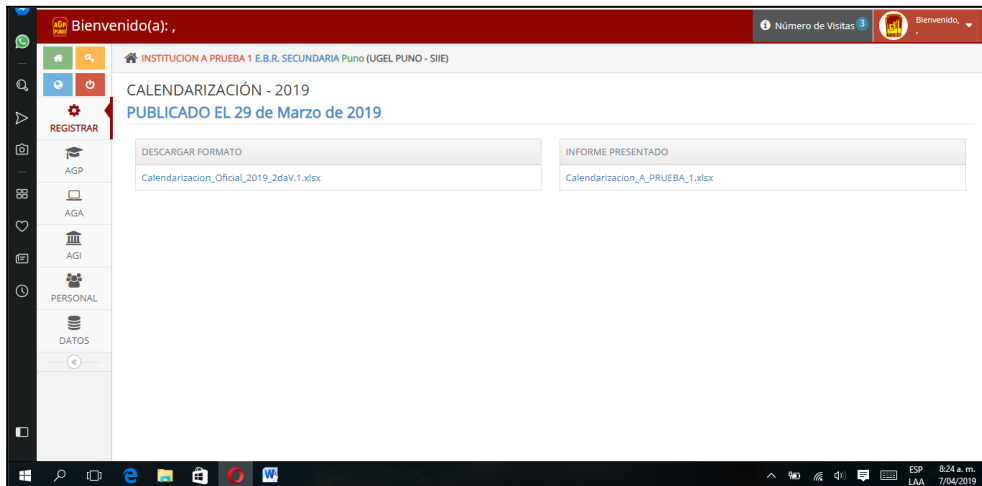 AGP
PUNO
Bienvenido(a): ,
Número de Visitas 3
Bienvenido,
,
INSTITUCION A PRUEBA 1 E.B.R. SECUNDARIA Puno (UGEL PUNO - SIIE)
CALENDARIZACIÓN - 2019
PUBLICADO EL 29 de Marzo de 2019
REGISTRAR
AGP
AGA
AGI
PERSONAL
DATOS
DESCARGAR FORMATO
Calendarizacion_Oficial_2019_2daV.1.xlsx
INFORME PRESENTADO
Calendarizacion_A_PRUEBA_1.xlsx
ESP
LAA
8:24 a. m.
7/04/2019